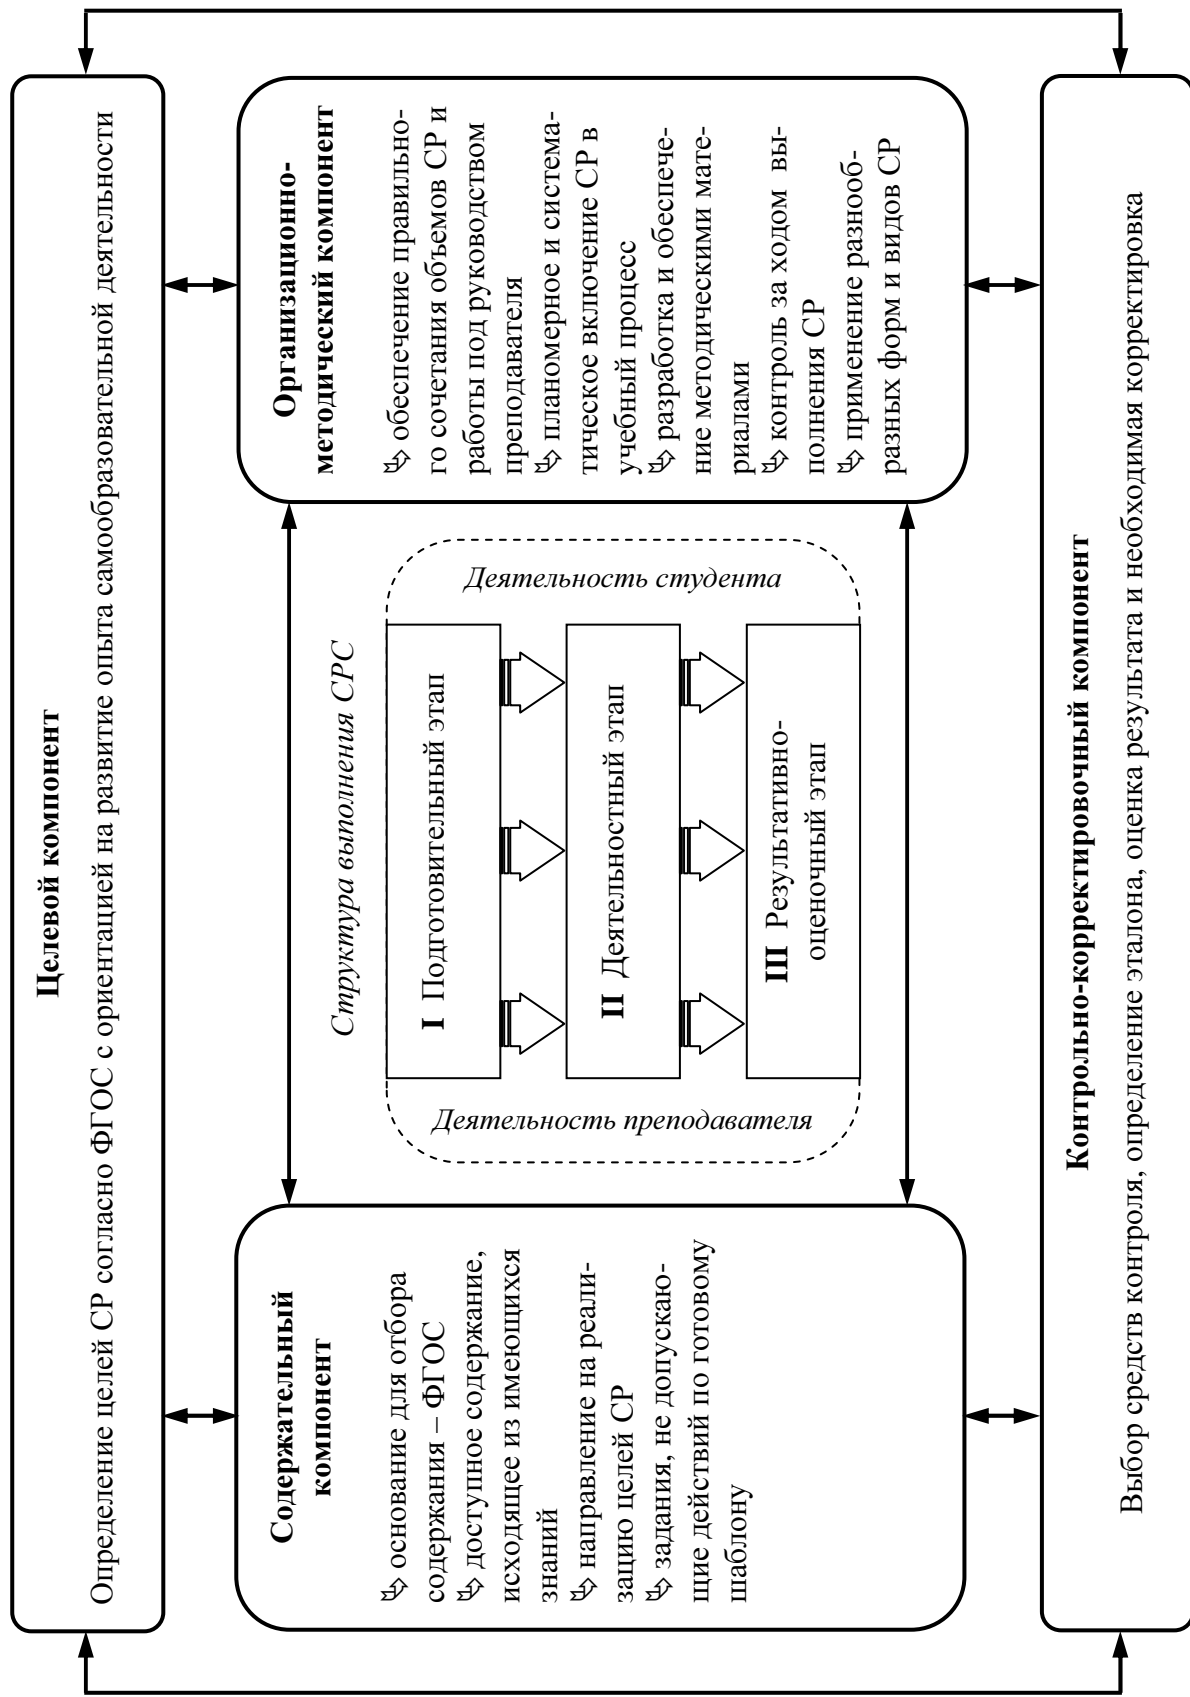 Целевой компонент
Определение целей СР согласно ФГОС с ориентацией на развитие опыта самообразовательной деятельности
Содержательный
компонент
основание для отбора
содержания – ФГОС
доступное содержание,
исходящее из имеющихся
знаний
направление на реали-
зацию целей СР
задания, не допускаю-
щие действий по готовому
шаблону
Структура выполнения СРС
Деятельность преподавателя
I Подготовительный этап
II Деятельностный этап
III Результативно-
оценочный этап
Деятельность студента
Организационно-
методический компонент
обеспечение правильно-
го сочетания объемов СР и
работы под руководством
преподавателя
планомерное и система-
тическое включение СР в
учебный процесс
разработка и обеспече-
ние методическими мате-
риалами
контроль за ходом вы-
полнения СР
применение разнооб-
разных форм и видов СР
Контрольно-корректировочный компонент
Выбор средств контроля, определение эталона, оценка результата и необходимая корректировка